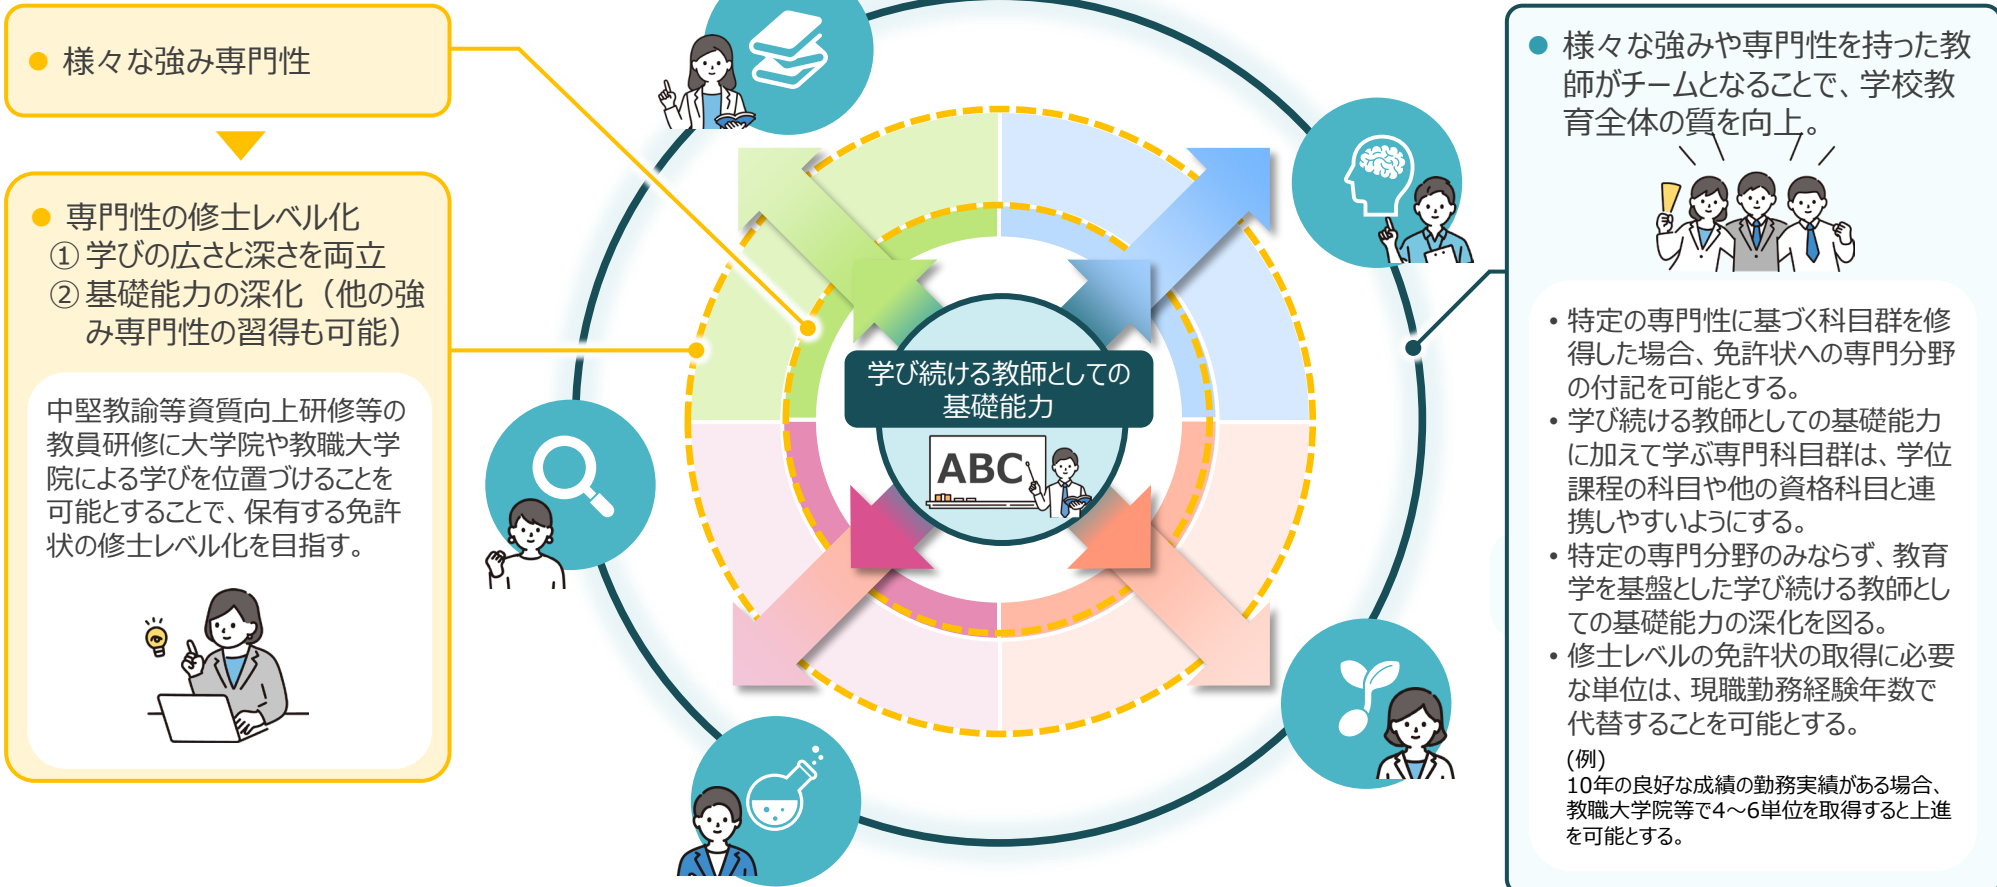 ● 様々な強み専門性
● 専門性の修士レベル化
① 学びの広さと深さを両立
② 基礎能力の深化（他の強
み専門性の習得も可能）
中堅教諭等資質向上研修等の
教員研修に大学院や教職大学
院による学びを位置づけることを
可能とすることで、保有する免許
状の修士レベル化を目指す。
学び続ける教師としての
基礎能力
ABC
● 様々な強みや専門性を持った教
師がチームとなることで、学校教
育全体の質を向上。
・特定の専門性に基づく科目群を修
得した場合、免許状への専門分野
の付記を可能とする。
・学び続ける教師としての基礎能力
に加えて学ぶ専門科目群は、学位
課程の科目や他の資格科目と連
携しやすいようにする。
・特定の専門分野のみならず、教育
学を基盤とした学び続ける教師とし
ての基礎能力の深化を図る。
・修士レベルの免許状の取得に必要
な単位は、現職勤務経験年数で
代替することを可能とする。
(例)
10年の良好な成績の勤務実績がある場合、
教職大学院等で4～6単位を取得すると上進
を可能とする。